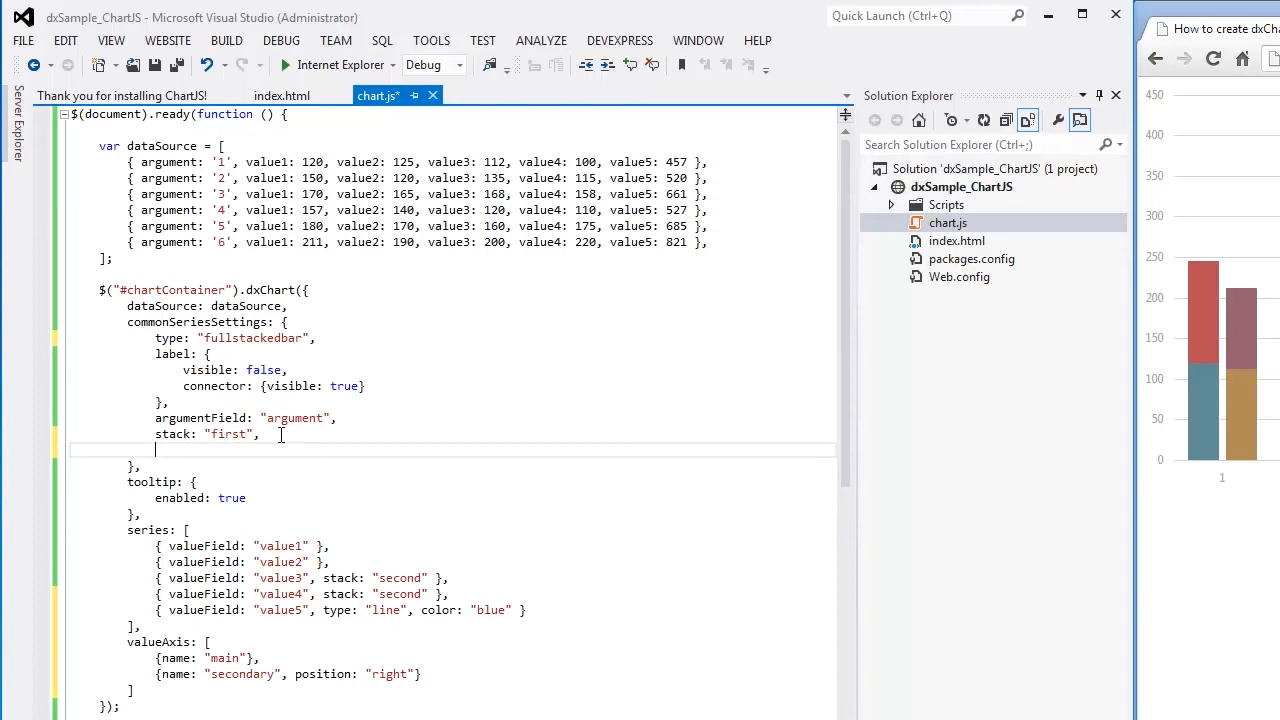 dxSample_ChartJS - Microsoft Visual Studio (Administrator)
Quick Launch (Ctrl+Q)
FILE EDIT VIEW WEBSITE BUILD DEBUG TEAM SQL TOOLS TEST ANALYZE DEVEXPRESS WINDOW HELP
Internet Explorer Debug
Server Explorer
Thank you for installing ChartJS! index.html chart.js*
$(document).ready(function () {
var dataSource = [
{ argument: '1', value1: 120, value2: 125, value3: 112, value4: 100, value5: 457 },
{ argument: '2', value1: 150, value2: 120, value3: 135, value4: 115, value5: 520 },
{ argument: '3', value1: 170, value2: 165, value3: 168, value4: 158, value5: 661 },
{ argument: '4', value1: 157, value2: 140, value3: 120, value4: 110, value5: 527 },
{ argument: '5', value1: 180, value2: 170, value3: 160, value4: 175, value5: 685 },
{ argument: '6', value1: 211, value2: 190, value3: 200, value4: 220, value5: 821 },
];
$("#chartContainer").dxChart({
dataSource: dataSource,
commonSeriesSettings: {
type: "fullstackedbar",
label: {
visible: false,
connector: {visible: true}
},
argumentField: "argument",
stack: "first",
},
tooltip: {
enabled: true
},
series: [
{ valueField: "value1" },
{ valueField: "value2" },
{ valueField: "value3", stack: "second" },
{ valueField: "value4", stack: "second" },
{ valueField: "value5", type: "line", color: "blue" }
],
valueAxis: [
{name: "main"},
{name: "secondary", position: "right"}
]
});
Solution Explorer
Search Solution Explorer (Ctrl+;)
Solution 'dxSample_ChartJS' (1 project)
dxSample_ChartJS
Scripts
chart.js
index.html
packages.config
Web.config
How to create dxCha
450
400
350
300
250
200
150
100
50
0
1